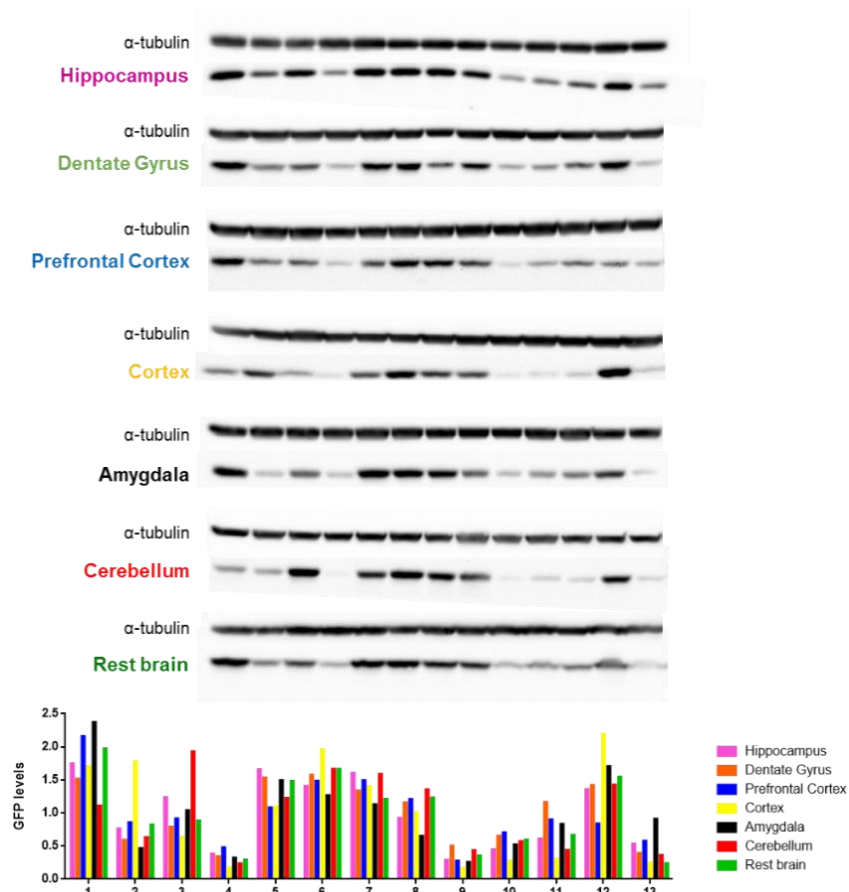 α-tubulin
Hippocampus
α-tubulin
Dentate Gyrus
α-tubulin
Prefrontal Cortex
α-tubulin
Cortex
α-tubulin
Amygdala
α-tubulin
Cerebellum
α-tubulin
Rest brain
2.5
2.0
1.5
1.0
0.5
0.0
GFP levels
1 2 3 4 5 6 7 8 9 10 11 12 13
Hippocampus
Dentate Gyrus
Prefrontal Cortex
Cortex
Amygdala
Cerebellum
Rest brain